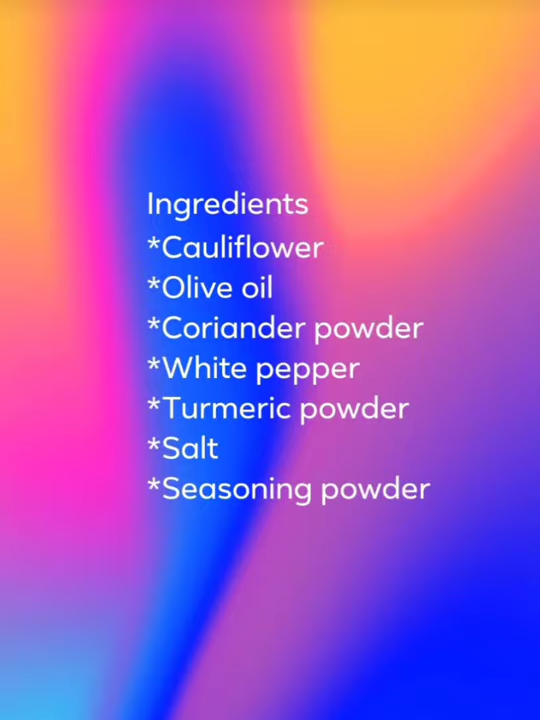 Ingredients
*Cauliflower
*Olive oil
*Coriander powder
*White pepper
*Turmeric powder
*Salt
*Seasoning powder